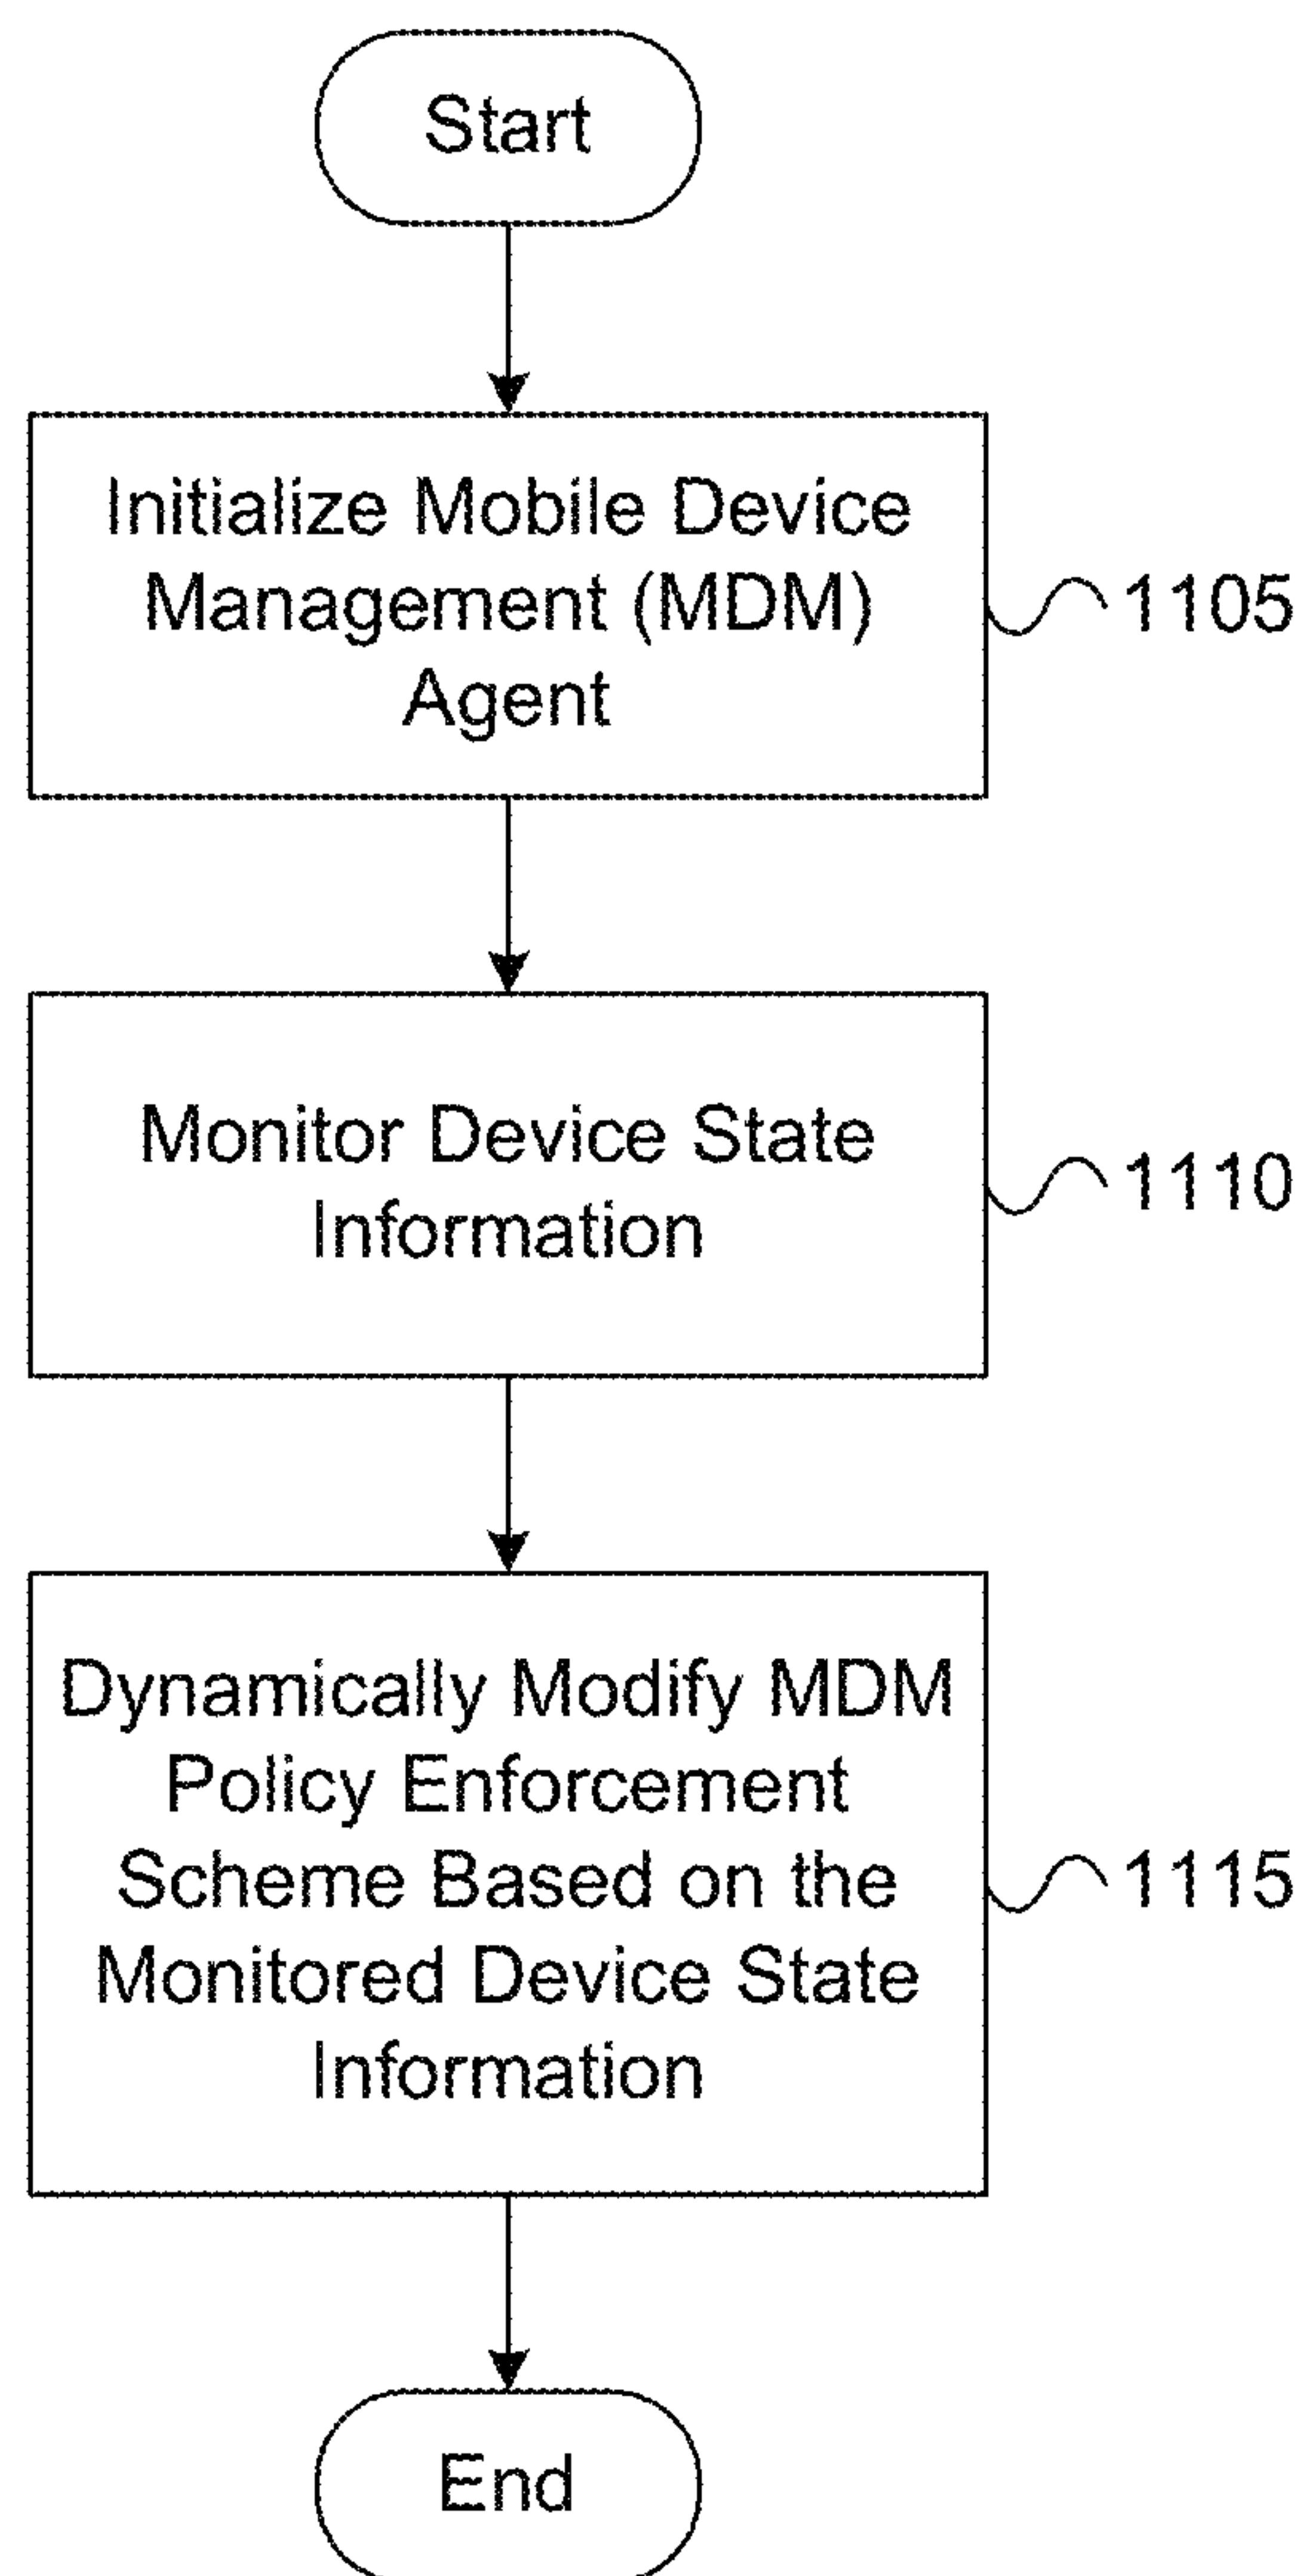 Start
Initialize Mobile Device
Management (MDM)
Agent
1105
Monitor Device State
Information
1110
Dynamically Modify MDM
Policy Enforcement
Scheme Based on the
Monitored Device State
Information
1115
End